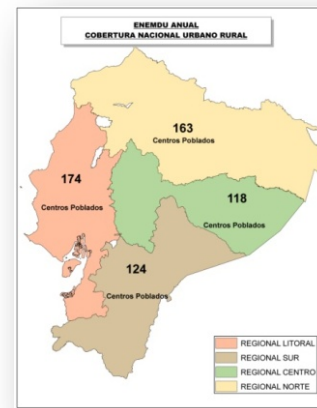 ENEMDU ANUAL
COBERTURA NACIONAL URBANO RURAL
163
Centros Poblados
174
Centros Poblados
118
Centros Poblados
124
Centros Poblados
REGIONAL LITORAL
REGIONAL SUR
REGIONAL CENTRO
REGIONAL NORTE